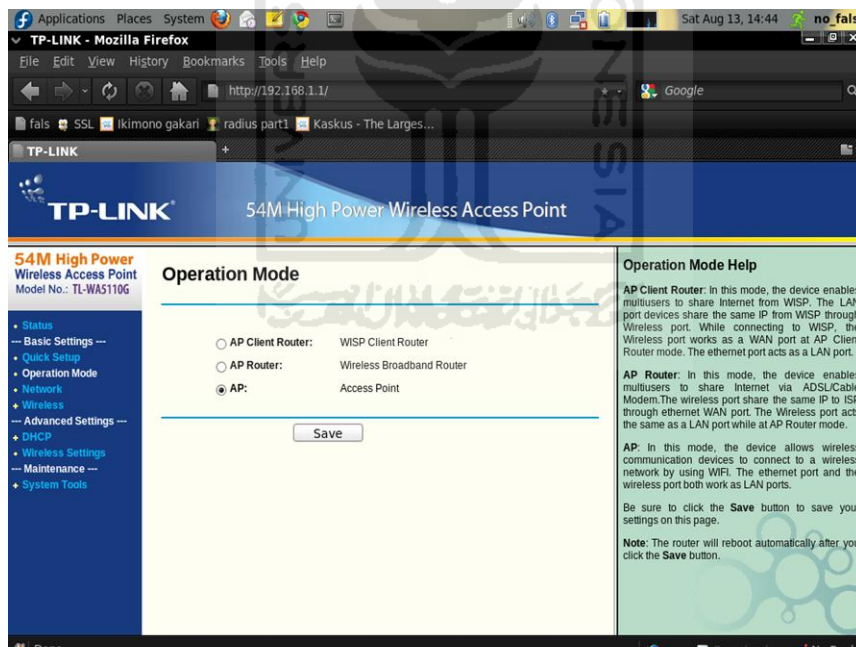 Applications Places System
Sat Aug 13, 14:44
no_fals
TP-LINK - Mozilla Firefox
File Edit View History Bookmarks Tools Help
http://192.168.1.1/
Google
fals SSL Ikimono gakari radius part1 Kaskus - The Larges...
TP-LINK
UNIVERS
NESIA
TP-LINK
54M High Power Wireless Access Point
54M High Power
Wireless Access Point
Model No.: TL-WA5110G
• Status
--- Basic Settings ---
• Quick Setup
• Operation Mode
• Network
+ Wireless
--- Advanced Settings ---
+ DHCP
• Wireless Settings
--- Maintenance ---
+ System Tools
Operation Mode
AP Client Router: WISP Client Router
AP Router: Wireless Broadband Router
AP: Access Point
Save
Operation Mode Help
AP Client Router: In this mode, the device enables
multiusers to share Internet from WISP. The LAN
port devices share the same IP from WISP through
Wireless port. While connecting to WISP, the
Wireless port works as a WAN port at AP Clien
Router mode. The ethernet port acts as a LAN port.
AP Router: In this mode, the device enables
multiusers to share Internet via ADSL/Cable
Modem.The wireless port share the same IP to ISP
through ethernet WAN port. The Wireless port acts
the same as a LAN port while at AP Router mode.
AP: In this mode, the device allows wireless
communication devices to connect to a wireless
network by using WIFI. The ethernet port and the
wireless port both work as LAN ports.
Be sure to click the Save button to save you
settings on this page.
Note: The router will reboot automatically after you
click the Save button.